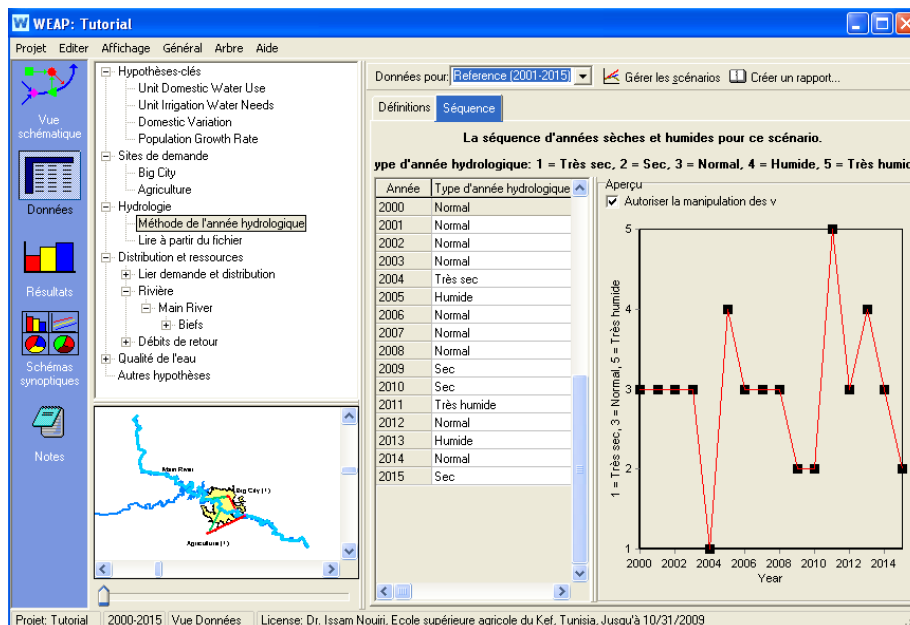 WEAP: Tutorial
Projet Editer Affichage Général Arbre Aide
Vue schématique
Données
Résultats
Schémas synoptiques
Notes
Hypothèses-clés
Unit Domestic Water Use
Unit Irrigation Water Needs
Domestic Variation
Population Growth Rate
Sites de demande
Big City
Agriculture
Hydrologie
Méthode de l'année hydrologique
Lire à partir du fichier
Distribution et ressources
Lier demande et distribution
Rivière
Main River
Biefs
Débits de retour
Qualité de l'eau
Autres hypothèses
Main River
Big City (1)
Agriculture (1)
Données pour: Reference (2001-2015) Gérer les scénarios Créer un rapport...
Définitions Séquence
La séquence d'années sèches et humides pour ce scénario.
ype d'année hydrologique: 1 = Très sec, 2 = Sec, 3 = Normal, 4 = Humide, 5 = Très humid
Année Type d'année hydrologique
2000 Normal
2001 Normal
2002 Normal
2003 Normal
2004 Très sec
2005 Humide
2006 Normal
2007 Normal
2008 Normal
2009 Sec
2010 Sec
2011 Très humide
2012 Normal
2013 Humide
2014 Normal
2015 Sec
Aperçu
Autoriser la manipulation des v
1 = Très sec, 3 = Normal, 5 = Très humide
5
4
3
2
1
2000 2002 2004 2006 2008 2010 2012 2014
Year
Projet: Tutorial 2000-2015 Vue Données License: Dr. Issam Nouiri, Ecole supérieure agricole du Kef, Tunisia, Jusqu'à 10/31/2009